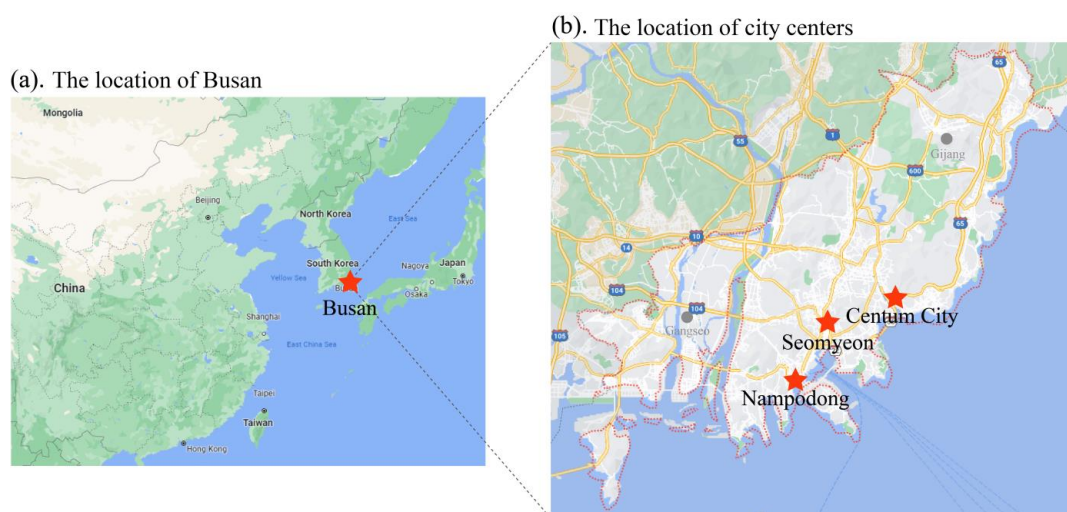 (a). The location of Busan
Mongolia
Beijing
North Korea
East Sea
South Korea
Japan
Nagoya
Tokyo
Yellow Sea
Osaka
China
Busan
Shanghai
East China Sea
Taipei
Taiwan
Hong Kong
(b). The location of city centers
65
55
1
Gijang
600
65
10
14
104
104
Gangseo
105
Centum City
Seomyeon
Nampodong